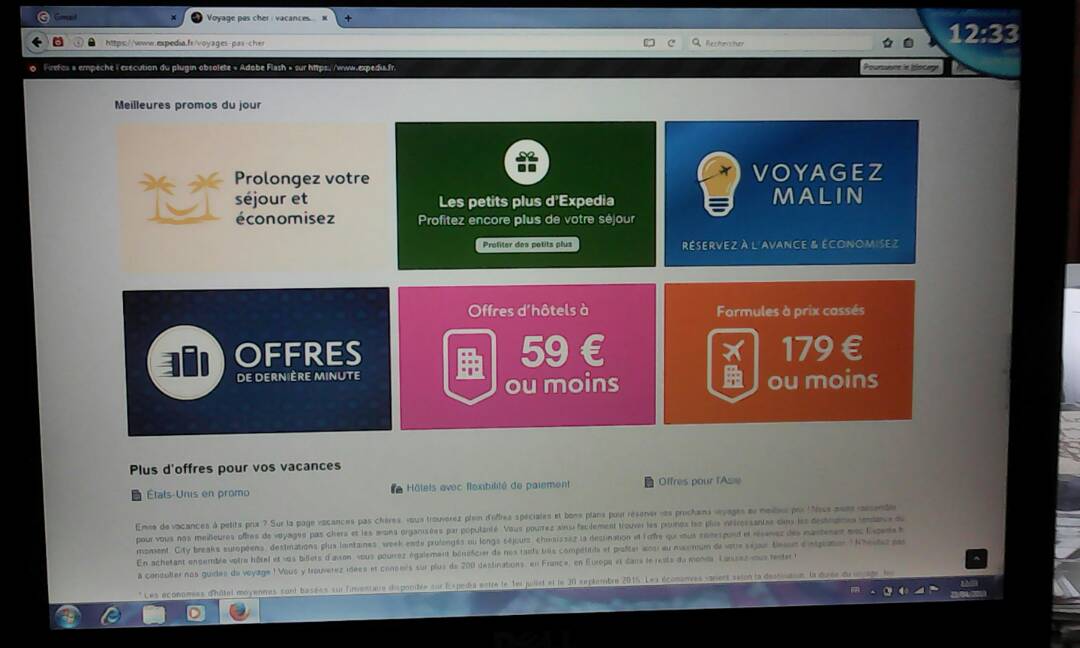 Gmail
Voyage pas cher : vacances...
https://www.expedia.fr/voyages-pas-cher
Rechercher
12:33
Firefox a empêché l'exécution du plugin obsolète « Adobe Flash » sur https://www.expedia.fr.
Poursuivre le blocage
Meilleures promos du jour
Prolongez votre
séjour et
économisez
Les petits plus d'Expedia
Profitez encore plus de votre séjour
Profiter des petits plus
VOYAGEZ
MALIN
RÉSERVEZ À L'AVANCE & ÉCONOMISEZ
OFFRES
DE DERNIÈRE MINUTE
Offres d'hôtels à
59 €
ou moins
Formules à prix cassés
179 €
ou moins
Plus d'offres pour vos vacances
États-Unis en promo
Hôtels avec flexibilité de paiement
Offres pour l'Asie
Envie de vacances à petits prix ? Sur la page vacances pas chères, vous trouverez plein d'offres spéciales et bons plans pour réserver vos prochains voyages au meilleur prix ! Nous avons rassemblé
pour vous nos meilleures offres de voyages pas chers et les avons organisées par popularité. Vous pourrez ainsi facilement trouver les promos les plus intéressantes dans les destinations tendance du
moment. City breaks européens, destinations plus lointaines, week ends prolongés ou longs séjours, choisissez la destination et l'offre qui vous correspond et réservez dès maintenant avec Expedia.fr
En achetant ensemble votre hôtel et vos billets d'avion, vous pourrez également bénéficier de nos tarifs très compétitifs et profiter ainsi au maximum de votre séjour. Besoin d'inspiration ? N'hésitez pas
à consulter nos guides du voyage ! Vous y trouverez idées et conseils sur plus de 200 destinations, en France, en Europe et dans le reste du monde. Laissez-vous tenter !
* Les économies d'hôtel moyennes sont basées sur l'inventaire disponible sur Expedia entre le 1er juillet et le 30 septembre 2015. Les économies varient selon la destination, la durée du voyage, les
FR
DELL